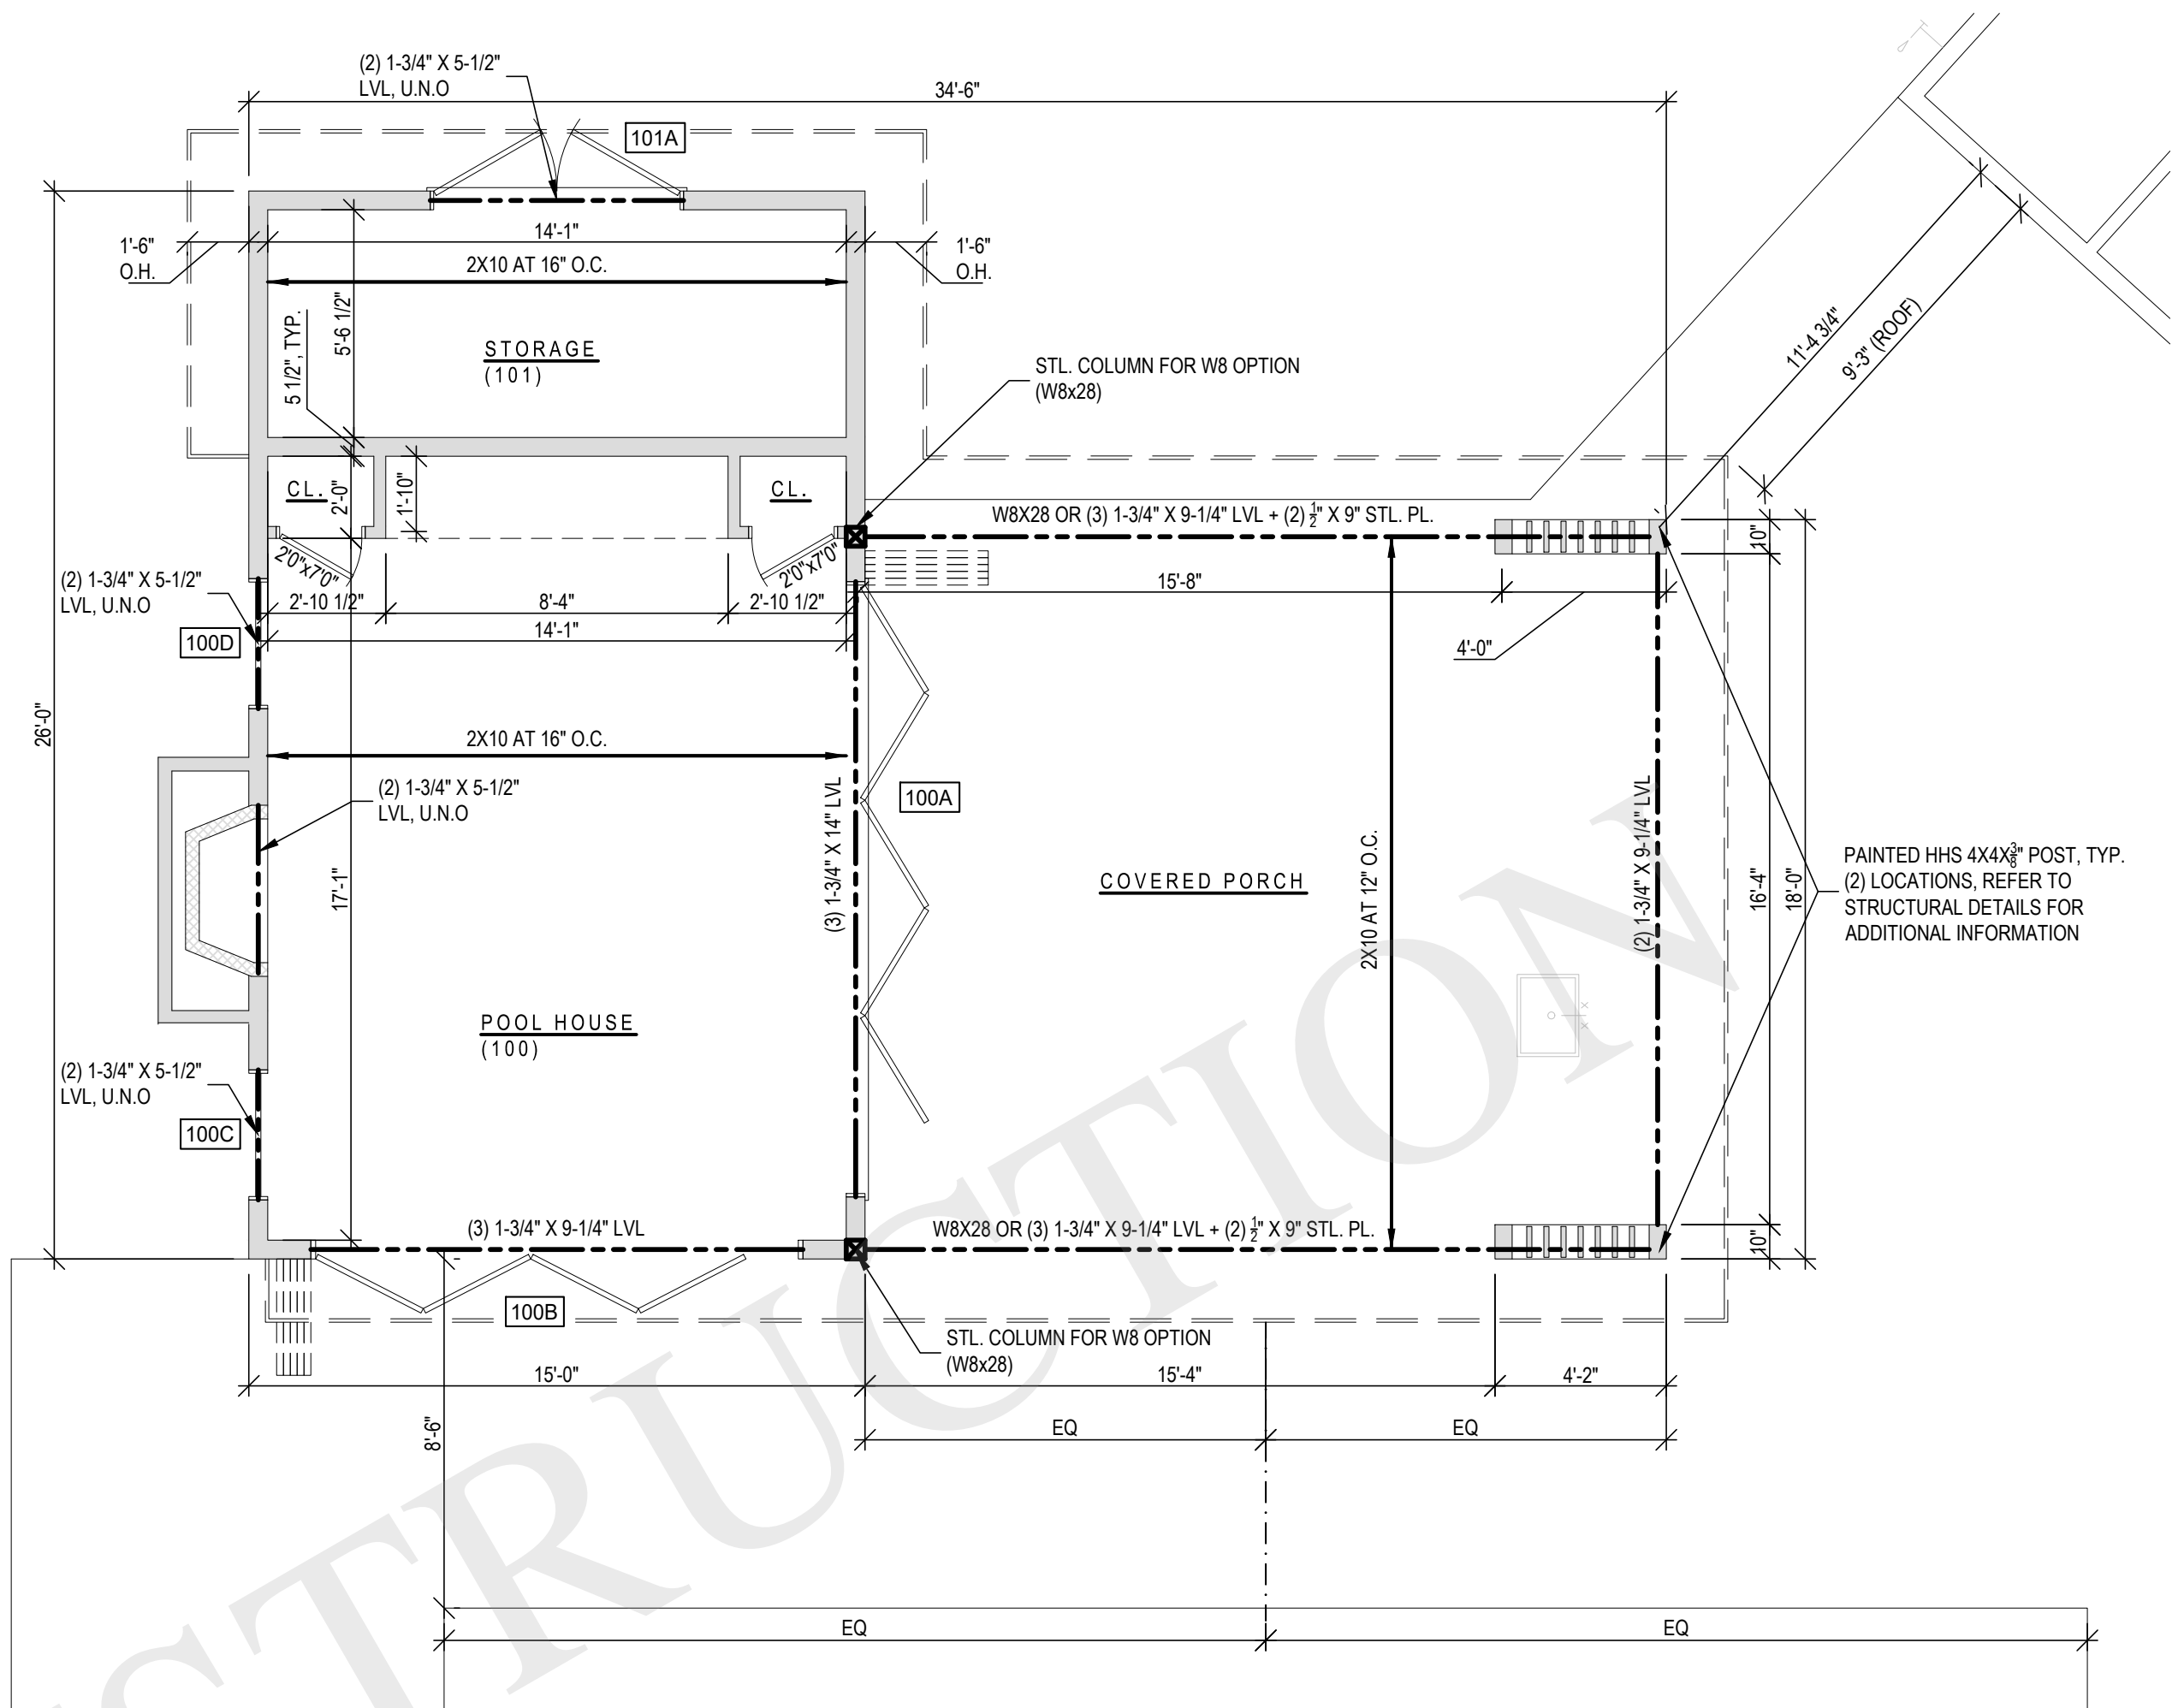 (2) 1-3/4" X 5-1/2"
LVL, U.N.O
34'-6"
101A
1'-6"
O.H.
14'-1"
1'-6"
O.H.
2X10 AT 16" O.C.
5 1/2", TYP.
5'-6 1/2"
STORAGE
(101)
STL. COLUMN FOR W8 OPTION
(W8x28)
11'-4 3/4"
9'-3" (ROOF)
CL.
2'-0"
1'-10"
CL.
W8X28 OR (3) 1-3/4" X 9-1/4" LVL + (2) 1/2" X 9" STL. PL.
10"
2'0"x7'0"
2'0"x7'0"
(2) 1-3/4" X 5-1/2"
LVL, U.N.O
2'-10 1/2"
8'-4"
2'-10 1/2"
15'-8"
100D
14'-1"
4'-0"
26'-0"
2X10 AT 16" O.C.
(2) 1-3/4" X 5-1/2"
LVL, U.N.O
100A
17'-1"
(3) 1-3/4" X 14" LVL
COVERED PORCH
2X10 AT 12" O.C.
(2) 1-3/4" X 9-1/4" LVL
16'-4"
18'-0"
PAINTED HHS 4X4X3/8" POST, TYP.
(2) LOCATIONS, REFER TO
STRUCTURAL DETAILS FOR
ADDITIONAL INFORMATION
POOL HOUSE
(100)
(2) 1-3/4" X 5-1/2"
LVL, U.N.O
100C
(3) 1-3/4" X 9-1/4" LVL
W8X28 OR (3) 1-3/4" X 9-1/4" LVL + (2) 1/2" X 9" STL. PL.
10"
100B
STL. COLUMN FOR W8 OPTION
(W8x28)
15'-0"
15'-4"
4'-2"
8'-6"
EQ
EQ
EQ
EQ
STRUCTION